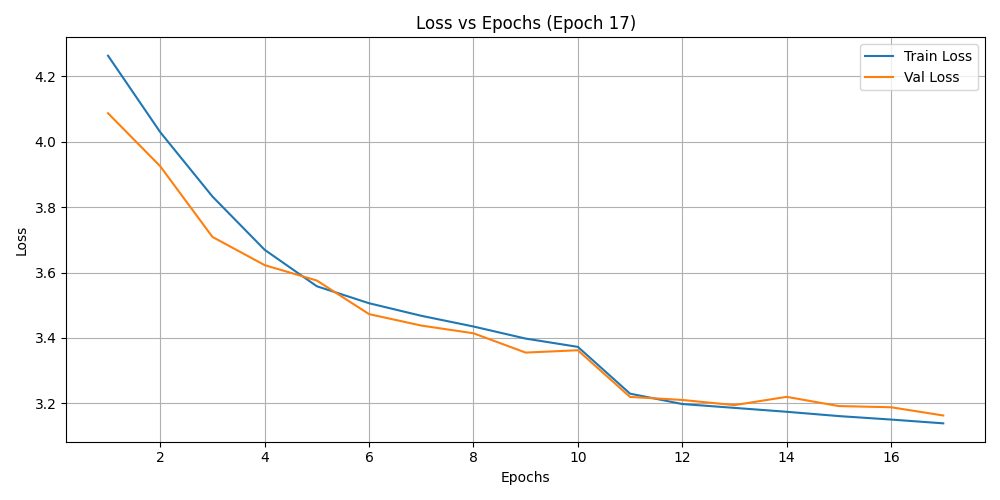 Loss vs Epochs (Epoch 17)
Train Loss
Val Loss
Loss
4.2
4.0
3.8
3.6
3.4
3.2
2 4 6 8 10 12 14 16
Epochs